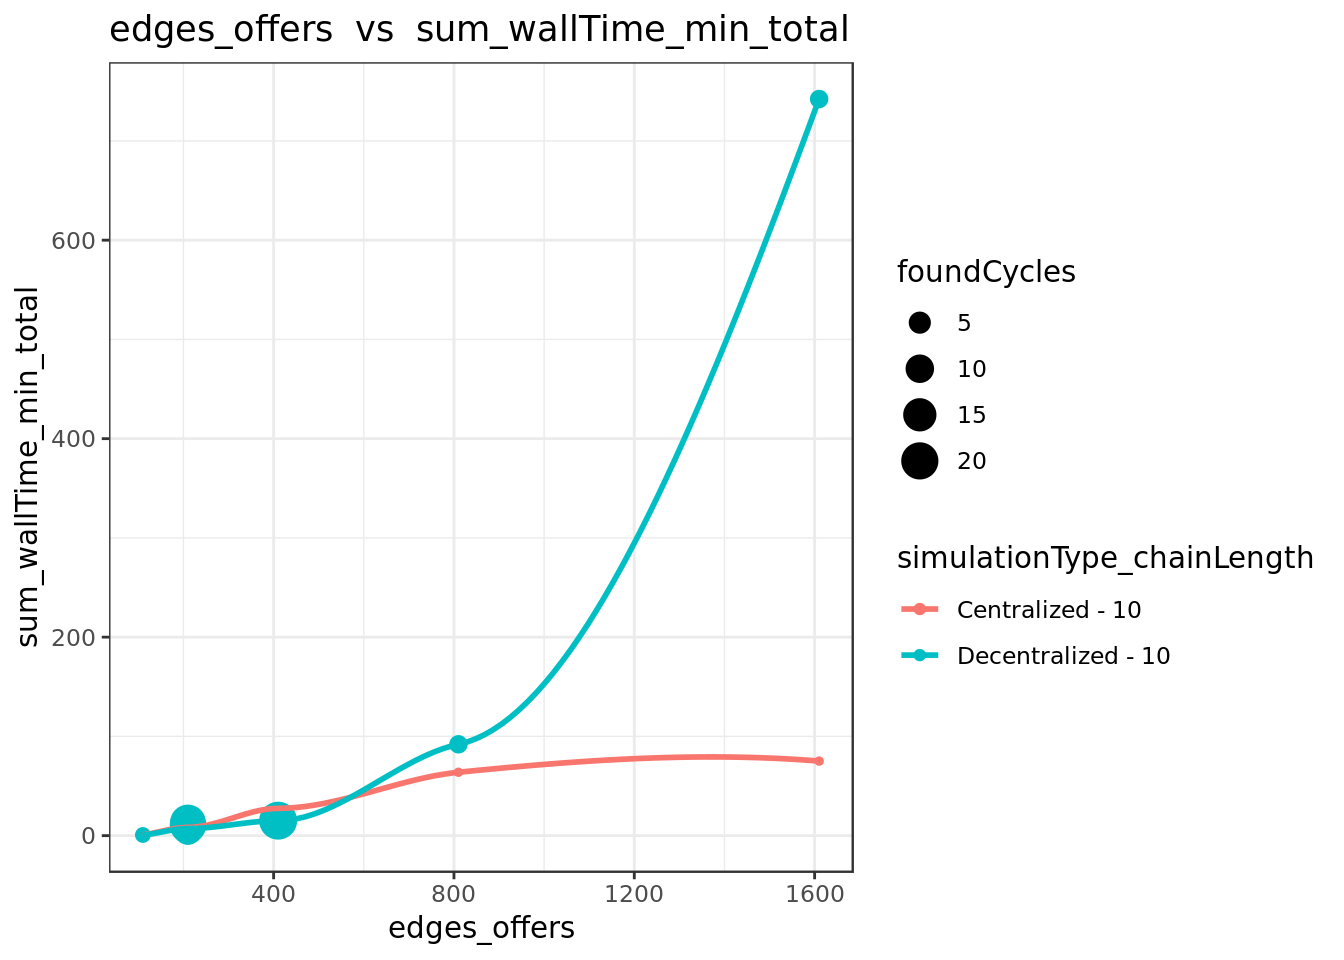 edges_offers  vs  sum_wallTime_min_total
sum_wallTime_min_total
600
400
200
0
400
800
1200
1600
edges_offers
foundCycles
5
10
15
20
simulationType_chainLength
Centralized - 10
Decentralized - 10